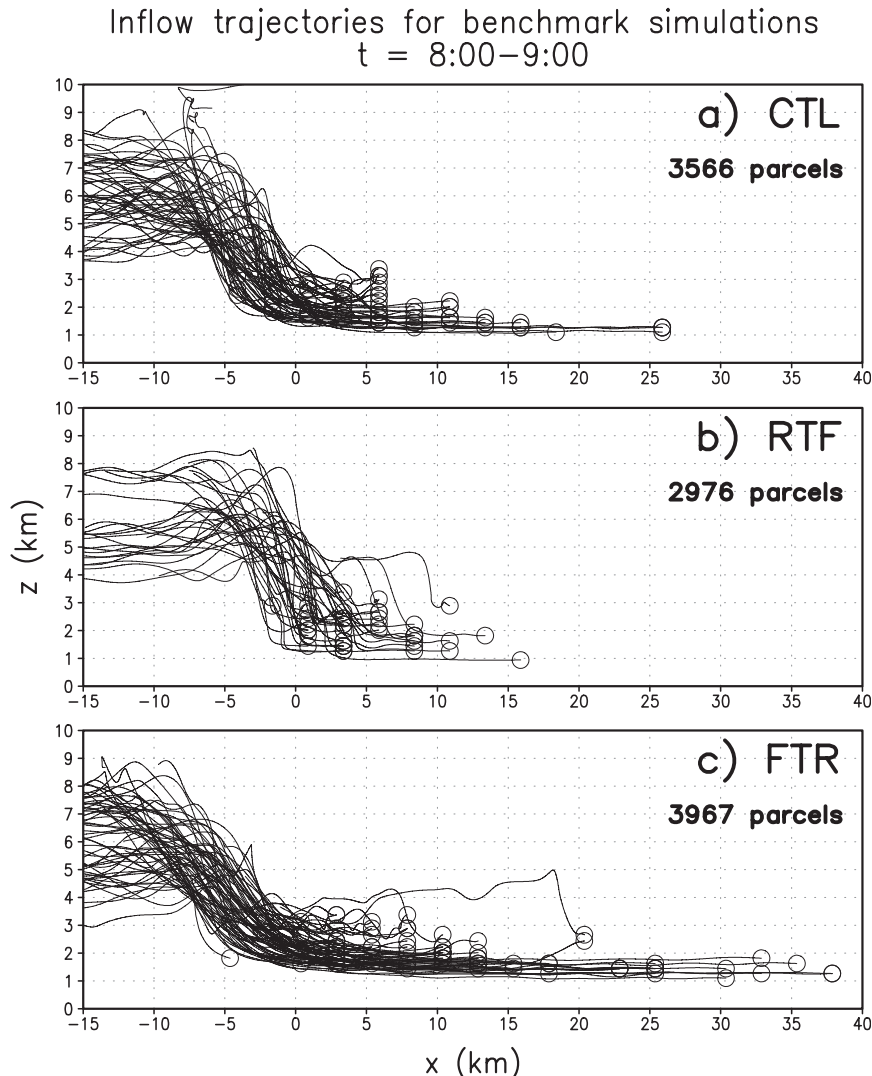 Inflow trajectories for benchmark simulations
t = 8:00−9:00
10
9
8
7
6
5
4
3
2
1
0
a) CTL
3566 parcels
−15 −10 −5 0 5 10 15 20 25 30 35 40
10
9
8
7
6
5
4
3
2
1
0
b) RTF
2976 parcels
−15 −10 −5 0 5 10 15 20 25 30 35 40
z (km)
10
9
8
7
6
5
4
3
2
1
0
c) FTR
3967 parcels
−15 −10 −5 0 5 10 15 20 25 30 35 40
x (km)